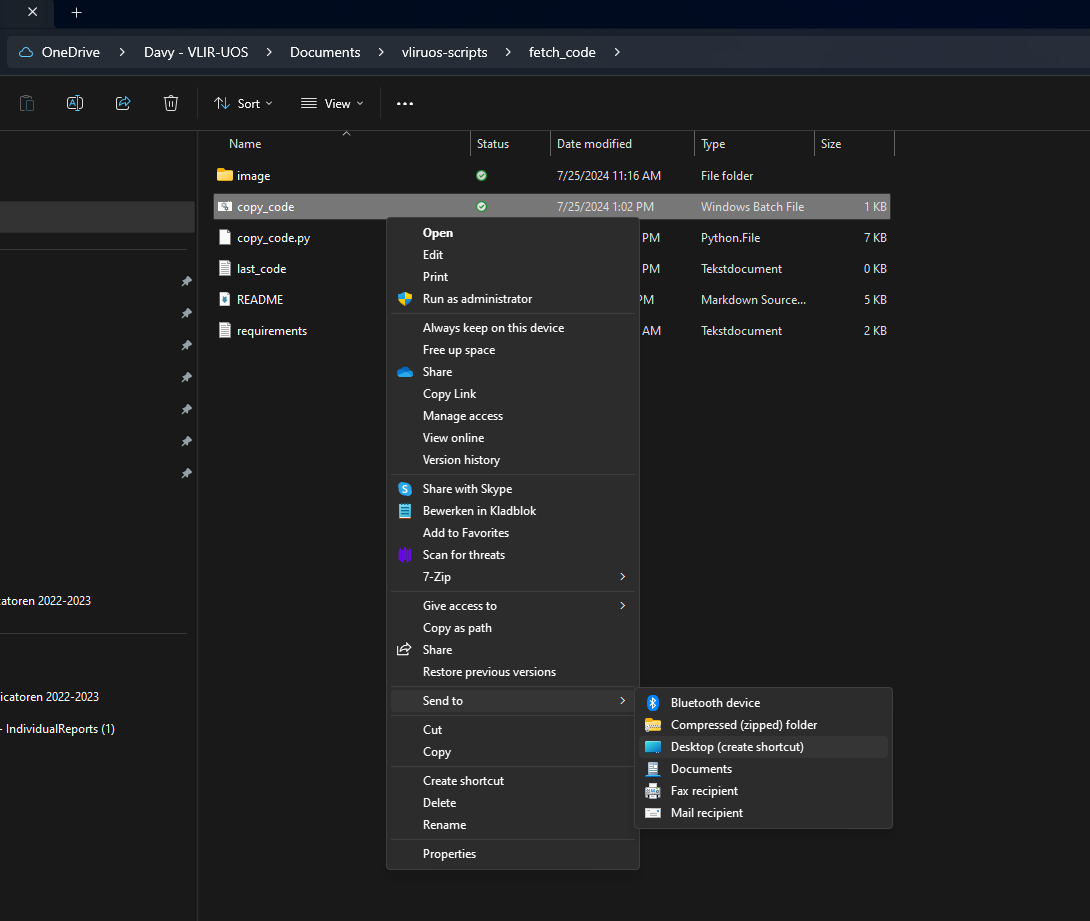 OneDrive > Davy - VLIR-UOS > Documents > vliruos-scripts > fetch_code >
Sort View
Name Status Date modified Type Size
image 7/25/2024 11:16 AM File folder
copy_code 7/25/2024 1:02 PM Windows Batch File 1 KB
copy_code.py PM Python.File 7 KB
last_code PM Tekstdocument 0 KB
README PM Markdown Source... 5 KB
requirements AM Tekstdocument 2 KB
catoren 2022-2023
icatoren 2022-2023
- IndividualReports (1)
Open
Edit
Print
Run as administrator
Always keep on this device
Free up space
Share
Copy Link
Manage access
View online
Version history
Share with Skype
Bewerken in Kladblok
Add to Favorites
Scan for threats
7-Zip
Give access to
Copy as path
Share
Restore previous versions
Send to
Cut
Copy
Create shortcut
Delete
Rename
Properties
Bluetooth device
Compressed (zipped) folder
Desktop (create shortcut)
Documents
Fax recipient
Mail recipient